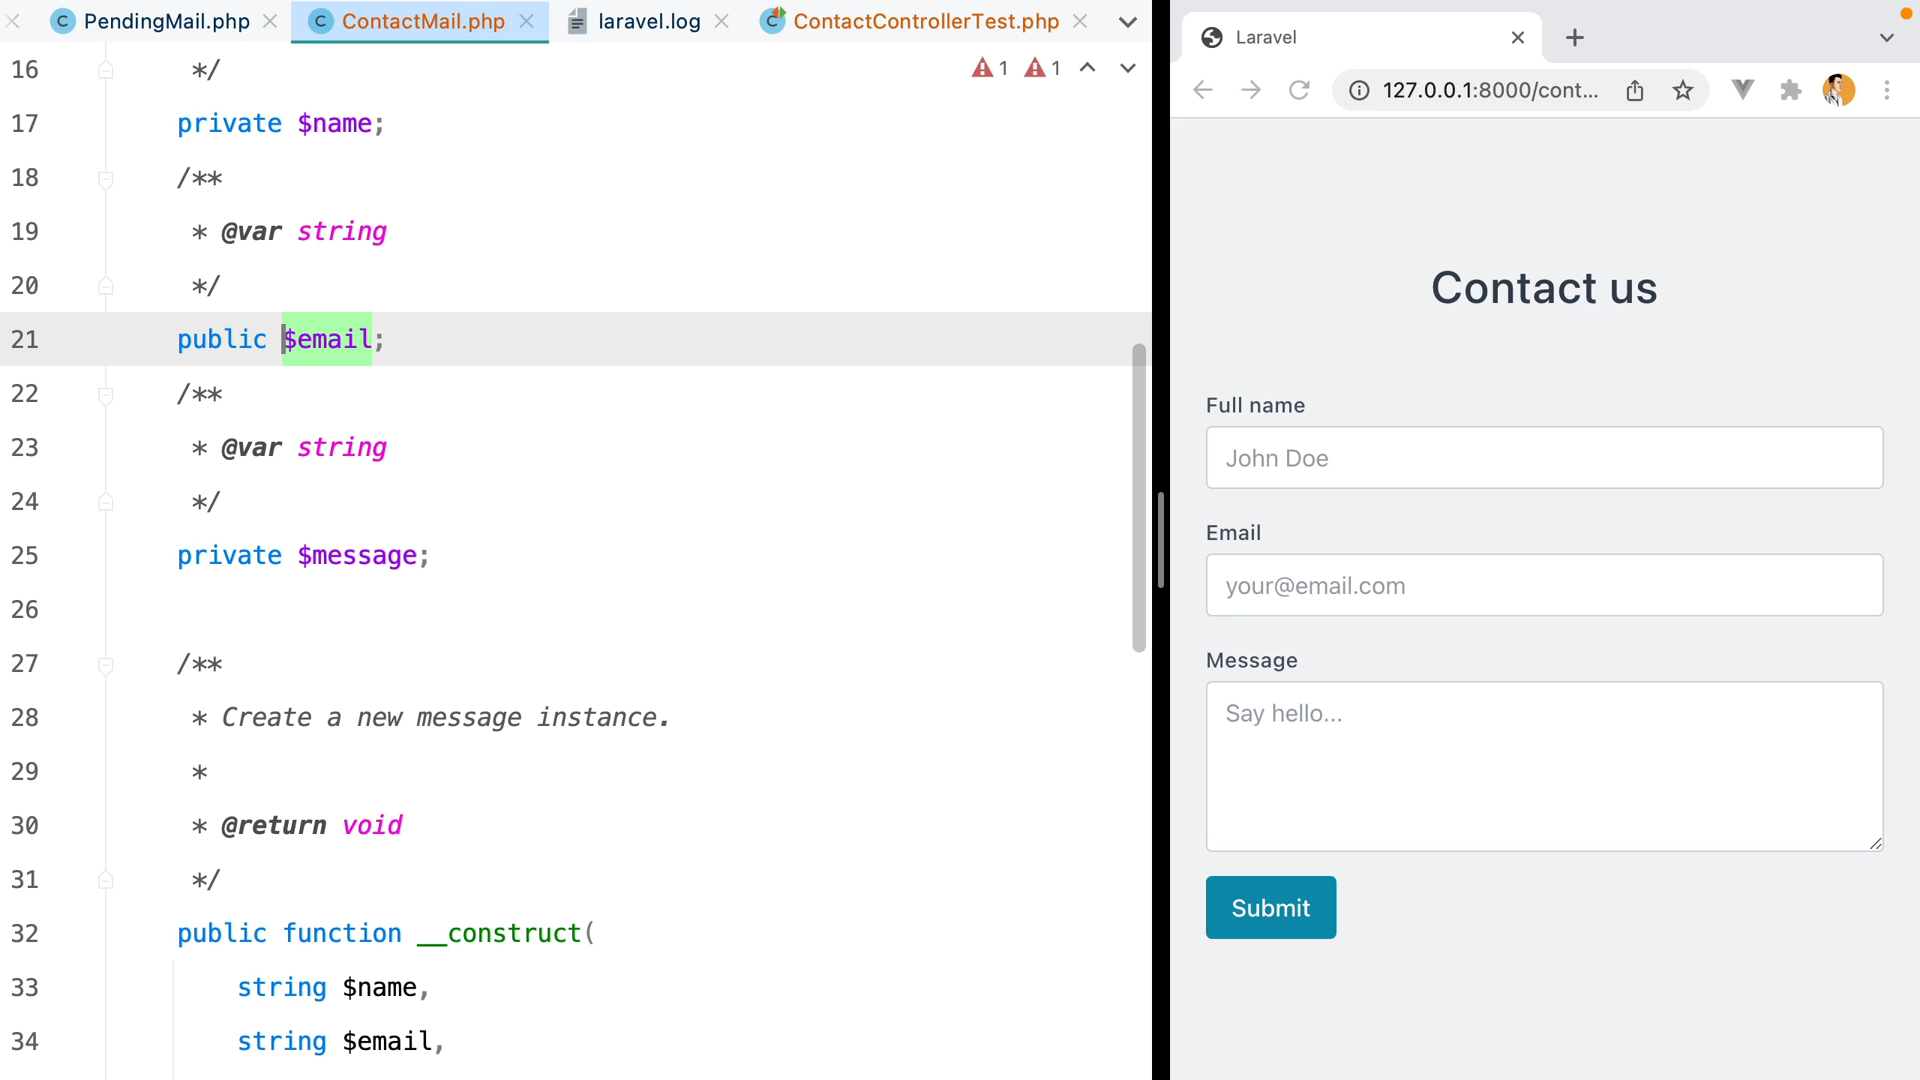 PendingMail.php ContactMail.php laravel.log ContactControllerTest.php
1 1
16 */
17 private $name;
18 /**
19 * @var string
20 */
21 public $email;
22 /**
23 * @var string
24 */
25 private $message;
26
27 /**
28 * Create a new message instance.
29 *
30 * @return void
31 */
32 public function __construct(
33 string $name,
34 string $email,
Laravel
127.0.0.1:8000/cont...
Contact us
Full name
John Doe
Email
your@email.com
Message
Say hello...
Submit